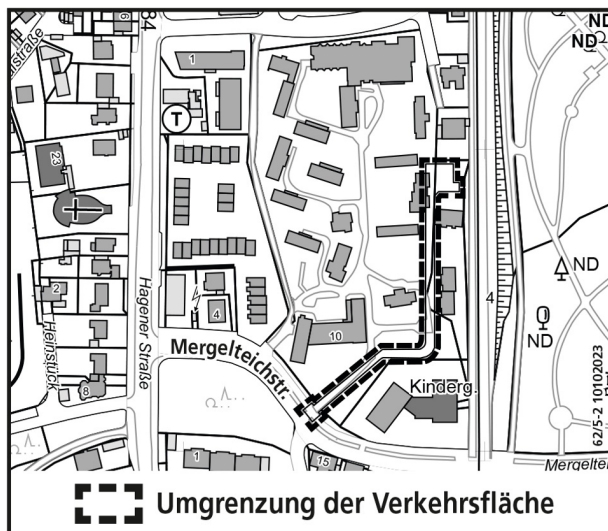 ND
ND
6
84
1
T
23
2
4
Hagener Straße
Heinstück
8
Mergelteichstr.
10
Kinderg.
4
ND
ND
62/5-2 10102023
1
15
Umgrenzung der Verkehrsfläche